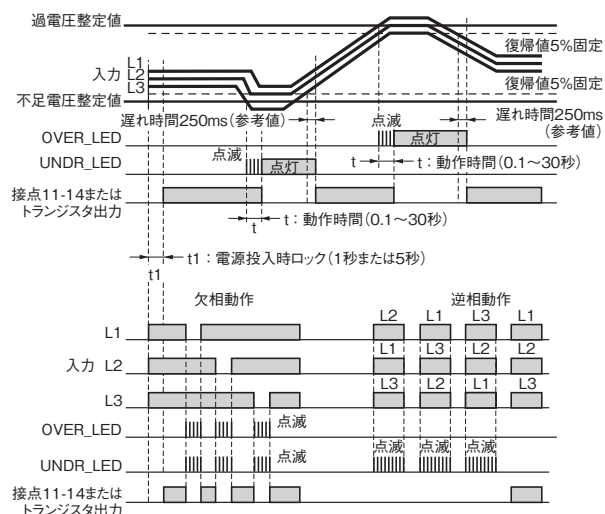 過電圧整定値
復帰値5%固定
L1
入力 L2
L3
復帰値5%固定
不足電圧整定値
遅れ時間250ms(参考値)
遅れ時間250ms
(参考値)
点滅
OVER_LED
点灯
t
t：動作時間(0.1～30秒)
点滅
UNDR_LED
点灯
接点11-14または
トランジスタ出力
t：動作時間(0.1～30秒)
t
t1：電源投入時ロック(1秒または5秒)
t1
欠相動作
逆相動作
L2 L1 L3 L1
L1
L1 L3 L2 L2
入力 L2
L3 L2 L1 L3
L3
点滅
OVER_LED
点滅 点滅 点滅 点滅
UNDR_LED
接点11-14または
トランジスタ出力